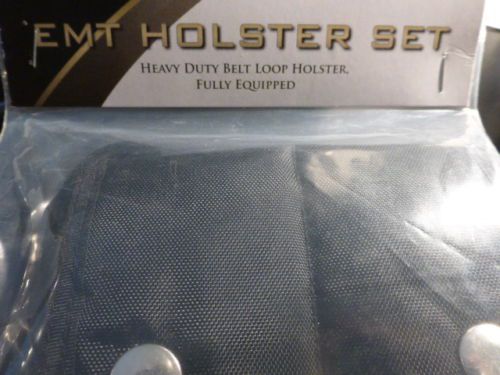 EMT HOLSTER SET
HEAVY DUTY BELT LOOP HOLSTER,
FULLY EQUIPPED